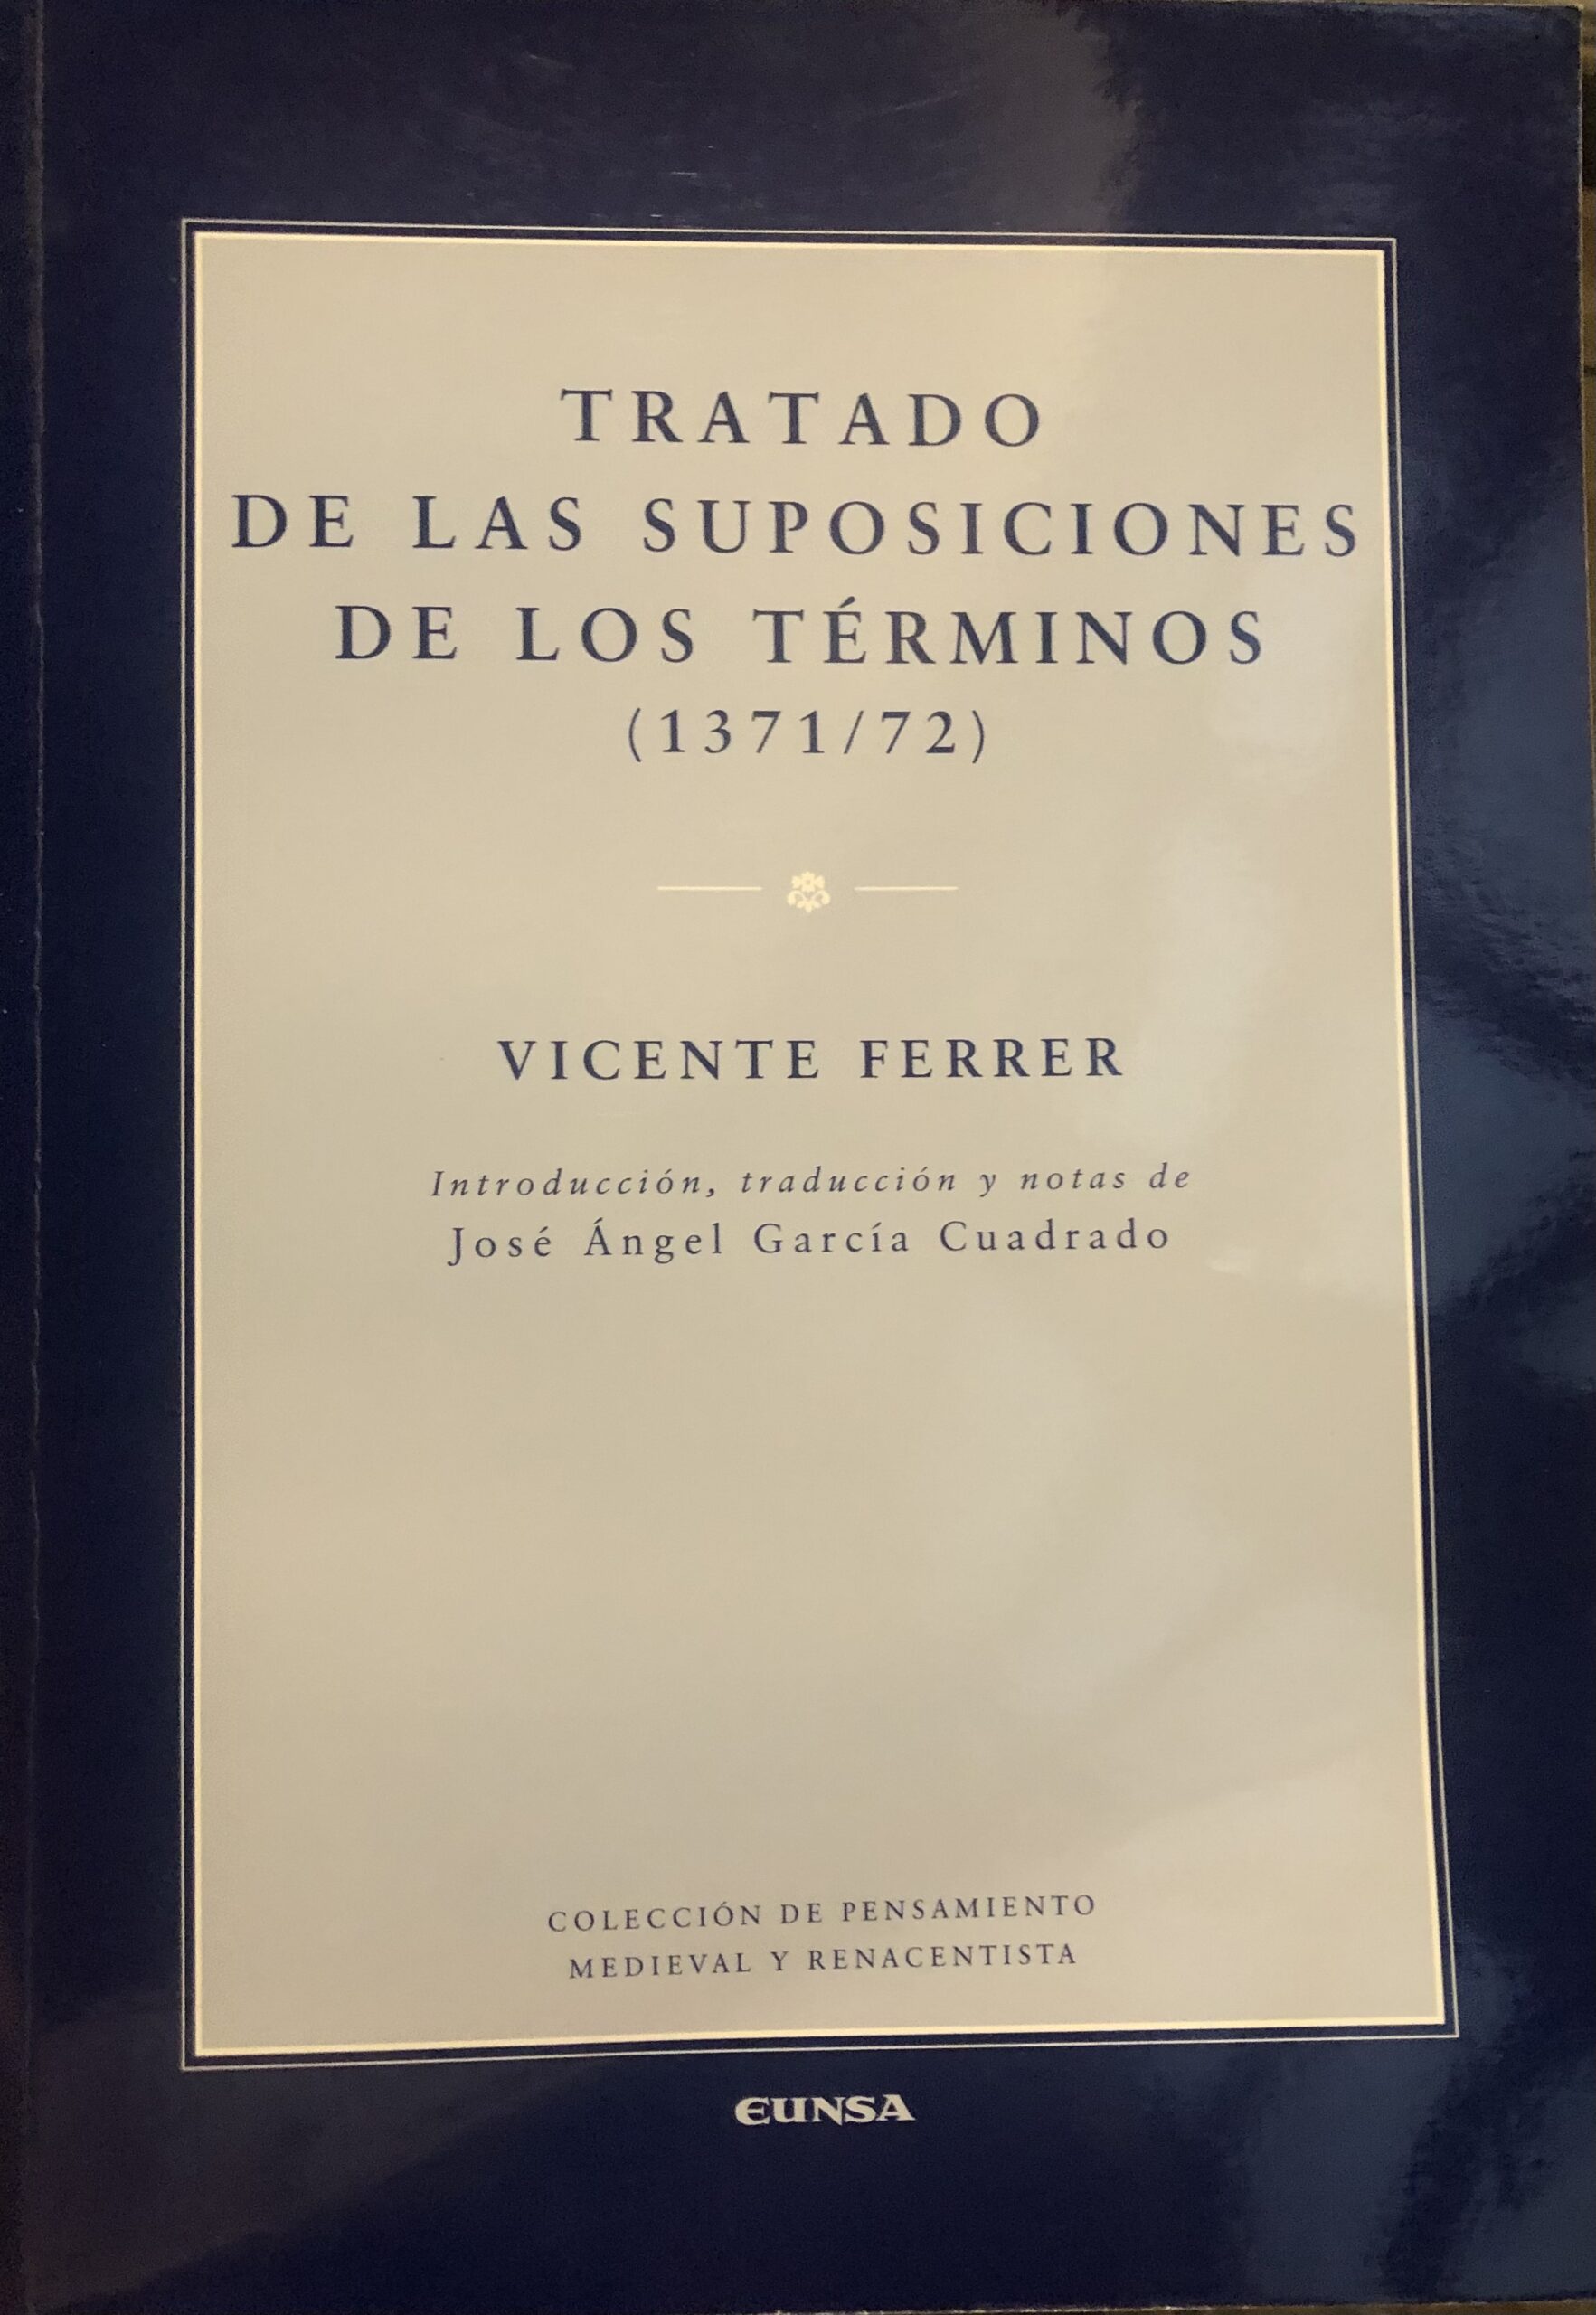 TRATADO
DE LAS SUPOSICIONES
DE LOS TÉRMINOS
(1371/72)
VICENTE FERRER
Introducción, traducción y notas de
José Ángel García Cuadrado
COLECCIÓN DE PENSAMIENTO
MEDIEVAL Y RENACENTISTA
EUNSA